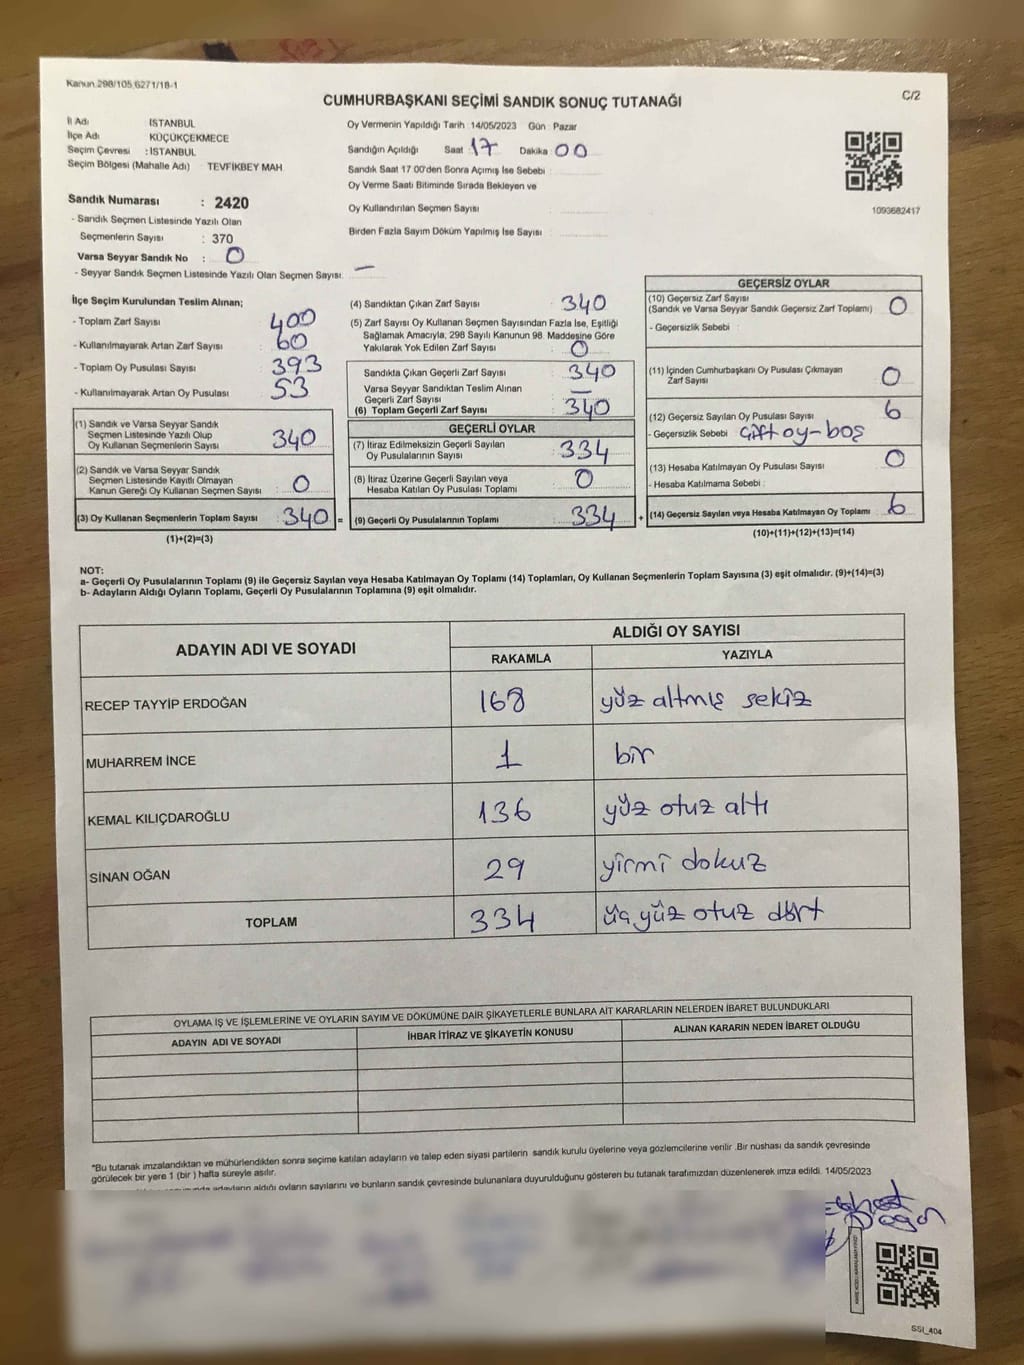 Kanun.298/105,6271/18-1
C/2
CUMHURBAŞKANI SEÇİMİ SANDIK SONUÇ TUTANAĞI
İl Adı İSTANBUL
İlçe Adı KÜÇÜKÇEKMECE
Seçim Çevresi : İSTANBUL
Seçim Bölgesi (Mahalle Adı) TEVFİKBEY MAH
Sandık Numarası : 2420
- Sandık Seçmen Listesinde Yazılı Olan
Seçmenlerin Sayısı : 370
Varsa Seyyar Sandık No : 0
- Seyyar Sandık Seçmen Listesinde Yazılı Olan Seçmen Sayısı: —
Oy Vermenin Yapıldığı Tarih : 14/05/2023 Gün : Pazar
Sandığın Açıldığı Saat 17 Dakika 00
Sandık Saat 17.00'den Sonra Açımış İse Sebebi :
Oy Verme Saati Bitiminde Sırada Bekleyen ve
Oy Kullandırılan Seçmen Sayısı :
Birden Fazla Sayım Döküm Yapılmış İse Sayısı :
1093682417
İlçe Seçim Kurulundan Teslim Alınan;
- Toplam Zarf Sayısı : 400
- Kullanılmayarak Artan Zarf Sayısı : 60
- Toplam Oy Pusulası Sayısı : 393
- Kullanılmayarak Artan Oy Pusulası : 53
(1) Sandık ve Varsa Seyyar Sandık
Seçmen Listesinde Yazılı Olup
Oy Kullanan Seçmenlerin Sayısı : 340
(2) Sandık ve Varsa Seyyar Sandık
Seçmen Listesinde Kayıtlı Olmayan
Kanun Gereği Oy Kullanan Seçmen Sayısı : 0
(3) Oy Kullanan Seçmenlerin Toplam Sayısı : 340 =
(1)+(2)=(3)
(4) Sandıktan Çıkan Zarf Sayısı : 340
(5) Zarf Sayısı Oy Kullanan Seçmen Sayısından Fazla İse, Eşitliği
Sağlamak Amacıyla, 298 Sayılı Kanunun 98. Maddesine Göre
Yakılarak Yok Edilen Zarf Sayısı : 0
Sandıkta Çıkan Geçerli Zarf Sayısı : 340
Varsa Seyyar Sandıktan Teslim Alınan
Geçerli Zarf Sayısı : —
(6) Toplam Geçerli Zarf Sayısı : 340
GEÇERLİ OYLAR
(7) İtiraz Edilmeksizin Geçerli Sayılan
Oy Pusulalarının Sayısı : 334
(8) İtiraz Üzerine Geçerli Sayılan veya
Hesaba Katılan Oy Pusulası Toplamı : 0
(9) Geçerli Oy Pusulalarının Toplamı : 334 +
GEÇERSİZ OYLAR
(10) Geçersiz Zarf Sayısı
(Sandık ve Varsa Seyyar Sandık Geçersiz Zarf Toplamı) : 0
- Geçersizlik Sebebi :
(11) İçinden Cumhurbaşkanı Oy Pusulası Çıkmayan
Zarf Sayısı : 0
(12) Geçersiz Sayılan Oy Pusulası Sayısı : 6
- Geçersizlik Sebebi : Çift oy - boş
(13) Hesaba Katılmayan Oy Pusulası Sayısı : 0
- Hesaba Katılmama Sebebi :
(14) Geçersiz Sayılan veya Hesaba Katılmayan Oy Toplamı : 6
(10)+(11)+(12)+(13)=(14)
NOT:
a- Geçerli Oy Pusulalarının Toplamı (9) ile Geçersiz Sayılan veya Hesaba Katılmayan Oy Toplamı (14) Toplamları, Oy Kullanan Seçmenlerin Toplam Sayısına (3) eşit olmalıdır. (9)+(14)=(3)
b- Adayların Aldığı Oyların Toplamı, Geçerli Oy Pusulalarının Toplamına (9) eşit olmalıdır.
ADAYIN ADI VE SOYADI ALDIĞI OY SAYISI
RAKAMLA YAZIYLA
RECEP TAYYİP ERDOĞAN 168 yüz altmış sekiz
MUHARREM İNCE 1 bir
KEMAL KILIÇDAROĞLU 136 yüz otuz altı
SİNAN OĞAN 29 yirmi dokuz
TOPLAM 334 üç yüz otuz dört
OYLAMA İŞ VE İŞLEMLERİNE VE OYLARIN SAYIM VE DÖKÜMÜNE DAİR ŞİKAYETLERLE BUNLARA AİT KARARLARIN NELERDEN İBARET BULUNDUKLARI
ADAYIN ADI VE SOYADI İHBAR İTİRAZ VE ŞİKAYETİN KONUSU ALINAN KARARIN NEDEN İBARET OLDUĞU
"Bu tutanak imzalandıktan ve mühürlendikten sonra seçime katılan adayların ve talep eden siyasi partilerin sandık kurulu üyelerine veya gözlemcilerine verilir .Bir nüshası da sandık çevresinde
görülecek bir yere 1 (bir ) hafta süreyle asılır.
adayların aldığı oyların sayılarını ve bunların sandık çevresinde bulunanlara duyurulduğunu gösteren bu tutanak tarafımızdan düzenlenerek imza edildi. 14/05/2023
SSI_404